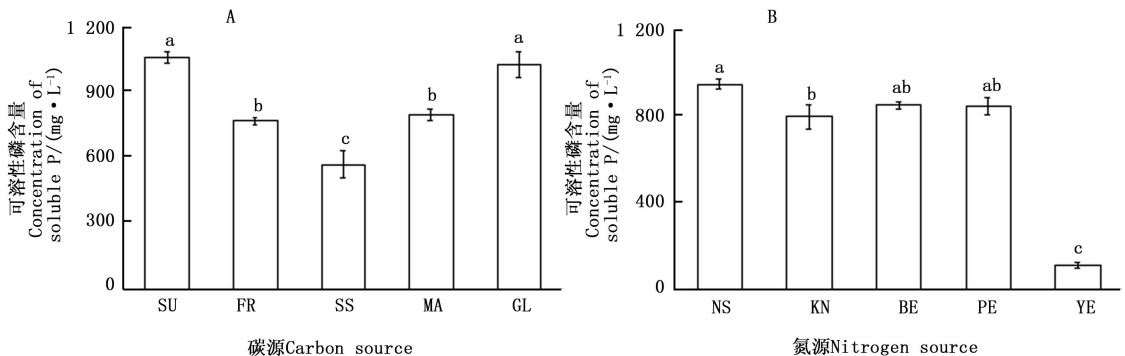 A
可溶性磷含量
Concentration of
soluble P/(mg·L⁻¹)
1 200
900
600
300
0
a
b
c
b
a
SU
FR
SS
MA
GL
碳源Carbon source
B
可溶性磷含量
Concentration of
soluble P/(mg·L⁻¹)
1 200
800
400
0
a
b
ab
ab
c
NS
KN
BE
PE
YE
氮源Nitrogen source